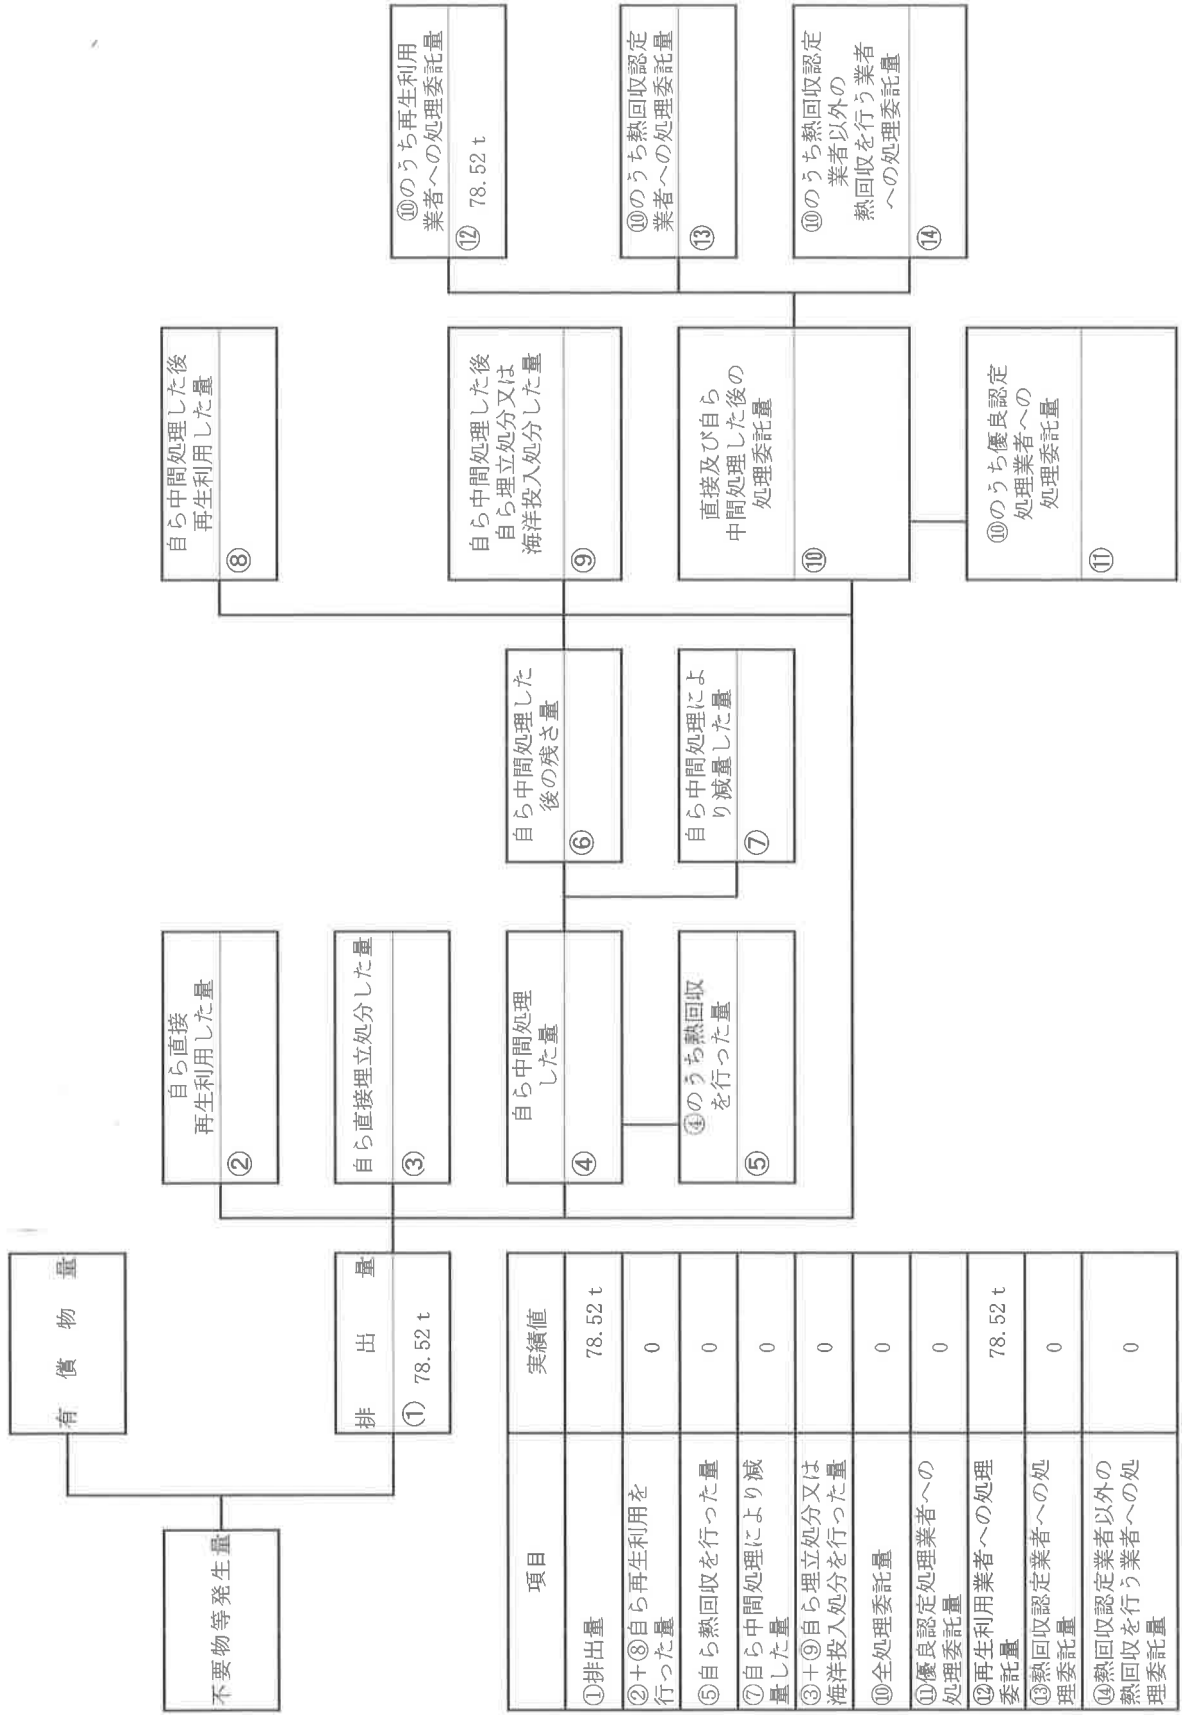 不要物等発生量
有償物量
排出量
① 78.52 t
自ら直接
再生利用した量
②
自ら直接埋立処分した量
③
自ら中間処理
した量
④
④のうち熱回収
を行った量
⑤
自ら中間処理した
後の残さ量
⑥
自ら中間処理によ
り減量した量
⑦
自ら中間処理した後
再生利用した量
⑧
自ら中間処理した後
自ら埋立処分又は
海洋投入処分した量
⑨
直接及び自ら
中間処理した後の
処理委託量
⑩
⑩のうち優良認定
処理業者への
処理委託量
⑪
⑩のうち再生利用
業者への処理委託量
⑫ 78.52 t
⑩のうち熱回収認定
業者への処理委託量
⑬
⑩のうち熱回収認定
業者以外の
熱回収を行う業者
への処理委託量
⑭
項目 実績値
①排出量 78.52 t
②+⑧自ら再生利用を
行った量 0
⑤自ら熱回収を行った量 0
⑦自ら中間処理により減
量した量 0
③+⑨自ら埋立処分又は
海洋投入処分を行った量 0
⑩全処理委託量 0
⑪優良認定処理業者への
処理委託量 0
⑫再生利用業者への処理
委託量 78.52 t
⑬熱回収認定業者への処
理委託量 0
⑭熱回収認定業者以外の
熱回収を行う業者への処
理委託量 0